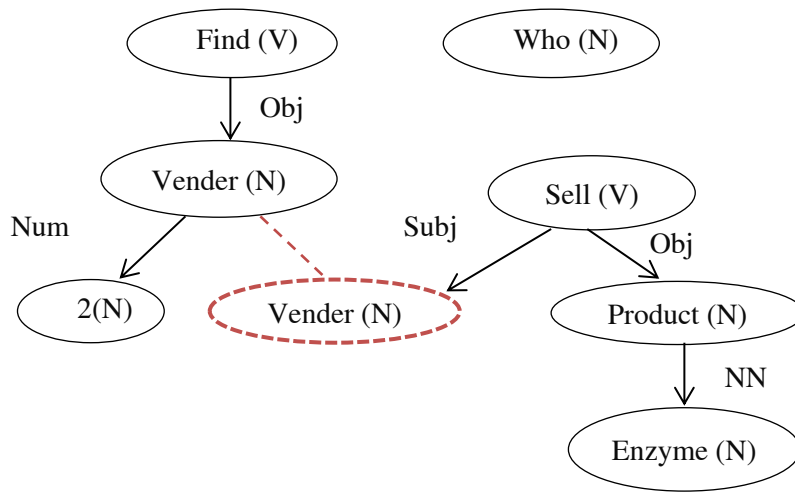 Find (V)
Who (N)
Obj
Vender (N)
Sell (V)
Num
Subj
Obj
2(N)
Vender (N)
Product (N)
NN
Enzyme (N)